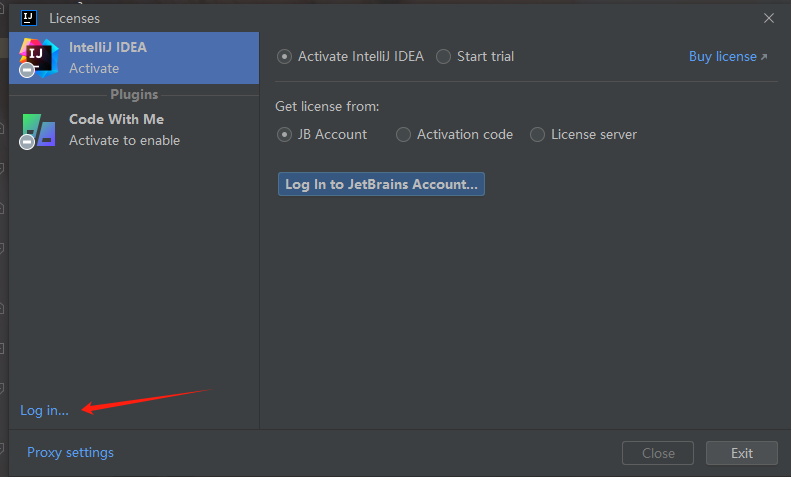 Licenses
IntelliJ IDEA
Activate
Plugins
Code With Me
Activate to enable
Log in...
Activate IntelliJ IDEA Start trial Buy license
Get license from:
JB Account Activation code License server
Log In to JetBrains Account...
Proxy settings
Close Exit